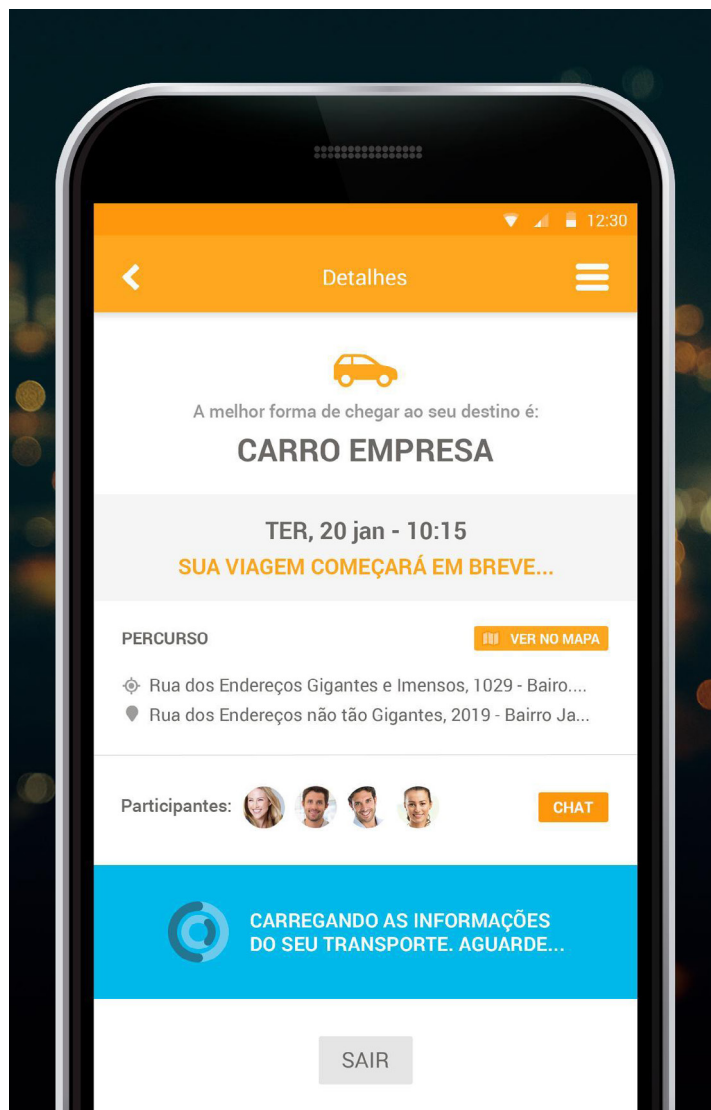 12:30
Detalhes
A melhor forma de chegar ao seu destino é:
CARRO EMPRESA
TER, 20 jan - 10:15
SUA VIAGEM COMEÇARÁ EM BREVE...
PERCURSO
VER NO MAPA
Rua dos Endereços Gigantes e Imensos, 1029 - Bairo....
Rua dos Endereços não tão Gigantes, 2019 - Bairro Ja...
Participantes:
CHAT
CARREGANDO AS INFORMAÇÕES
DO SEU TRANSPORTE. AGUARDE...
SAIR